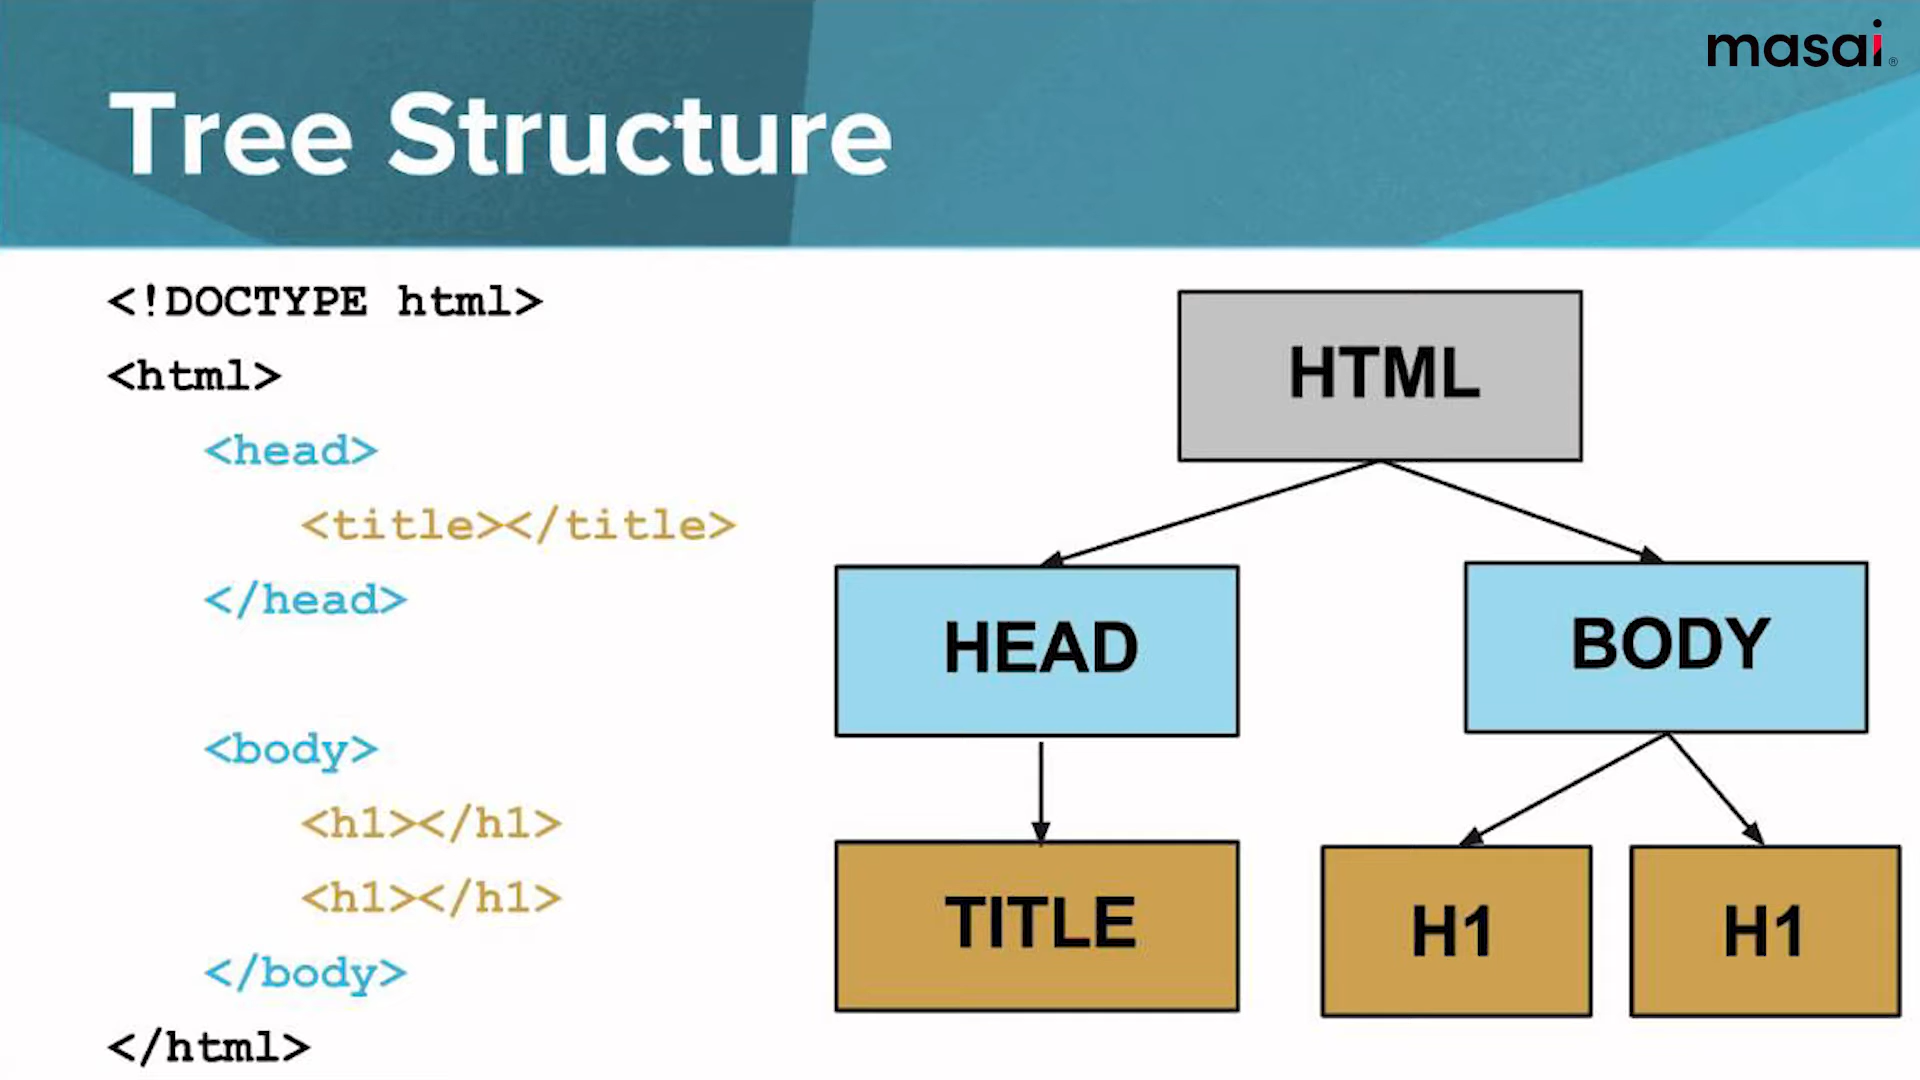 masai®
Tree Structure
<!DOCTYPE html>
<html>
<head>
<title></title>
</head>
<body>
<h1></h1>
<h1></h1>
</body>
</html>
HTML
HEAD
BODY
TITLE
H1
H1